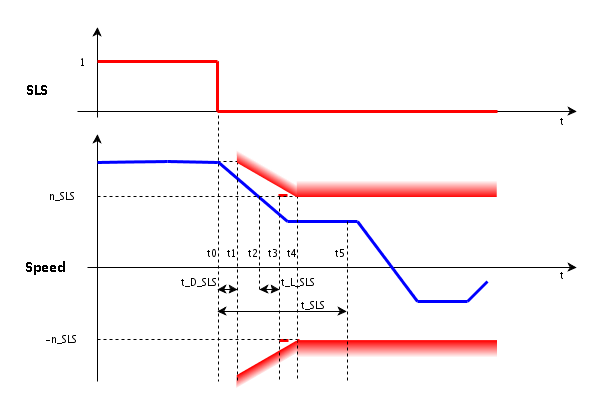 1
SLS
t
n_SLS
t0 t1 t2 t3 t4 t5
Speed
t
t_D_SLS t_L_SLS
t_SLS
-n_SLS